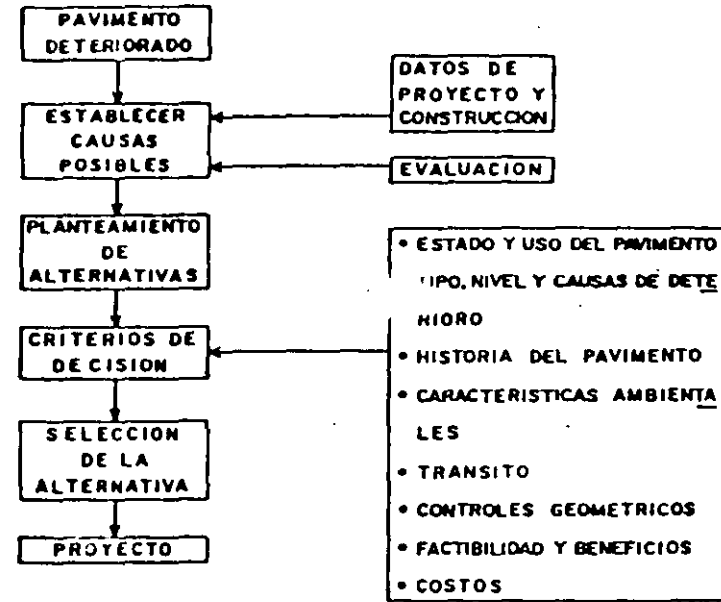 PAVIMENTO
DETERIORADO
ESTABLECER
CAUSAS
POSIBLES
DATOS DE
PROYECTO Y
CONSTRUCCION
EVALUACION
PLANTEAMIENTO
DE
ALTERNATIVAS
CRITERIOS DE
DECISION
SELECCION
DE LA
ALTERNATIVA
PROYECTO
• ESTADO Y USO DEL PAVIMENTO
TIPO, NIVEL Y CAUSAS DE DETE
RIORO
• HISTORIA DEL PAVIMENTO
• CARACTERISTICAS AMBIENTA
LES
• TRANSITO
• CONTROLES GEOMETRICOS
• FACTIBILIDAD Y BENEFICIOS
• COSTOS